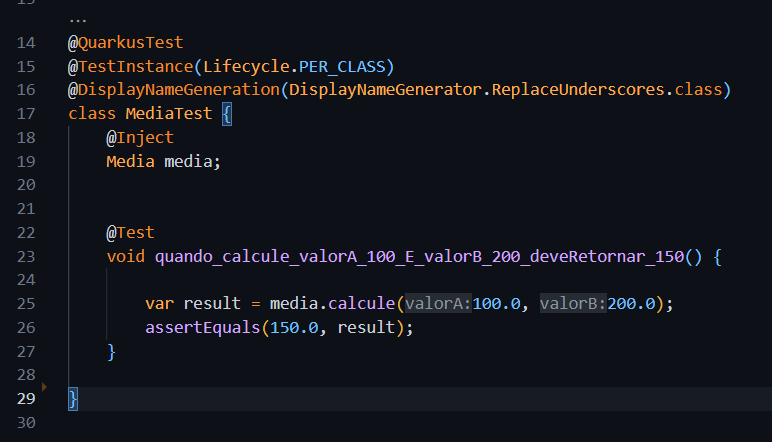 ...
14 @QuarkusTest
15 @TestInstance(Lifecycle.PER_CLASS)
16 @DisplayNameGeneration(DisplayNameGenerator.ReplaceUnderscores.class)
17 class MediaTest {
18     @Inject
19     Media media;
20
21
22     @Test
23     void quando_calcule_valorA_100_E_valorB_200_deveRetornar_150() {
24
25         var result = media.calcule(valorA:100.0, valorB:200.0);
26         assertEquals(150.0, result);
27     }
28
29 }
30